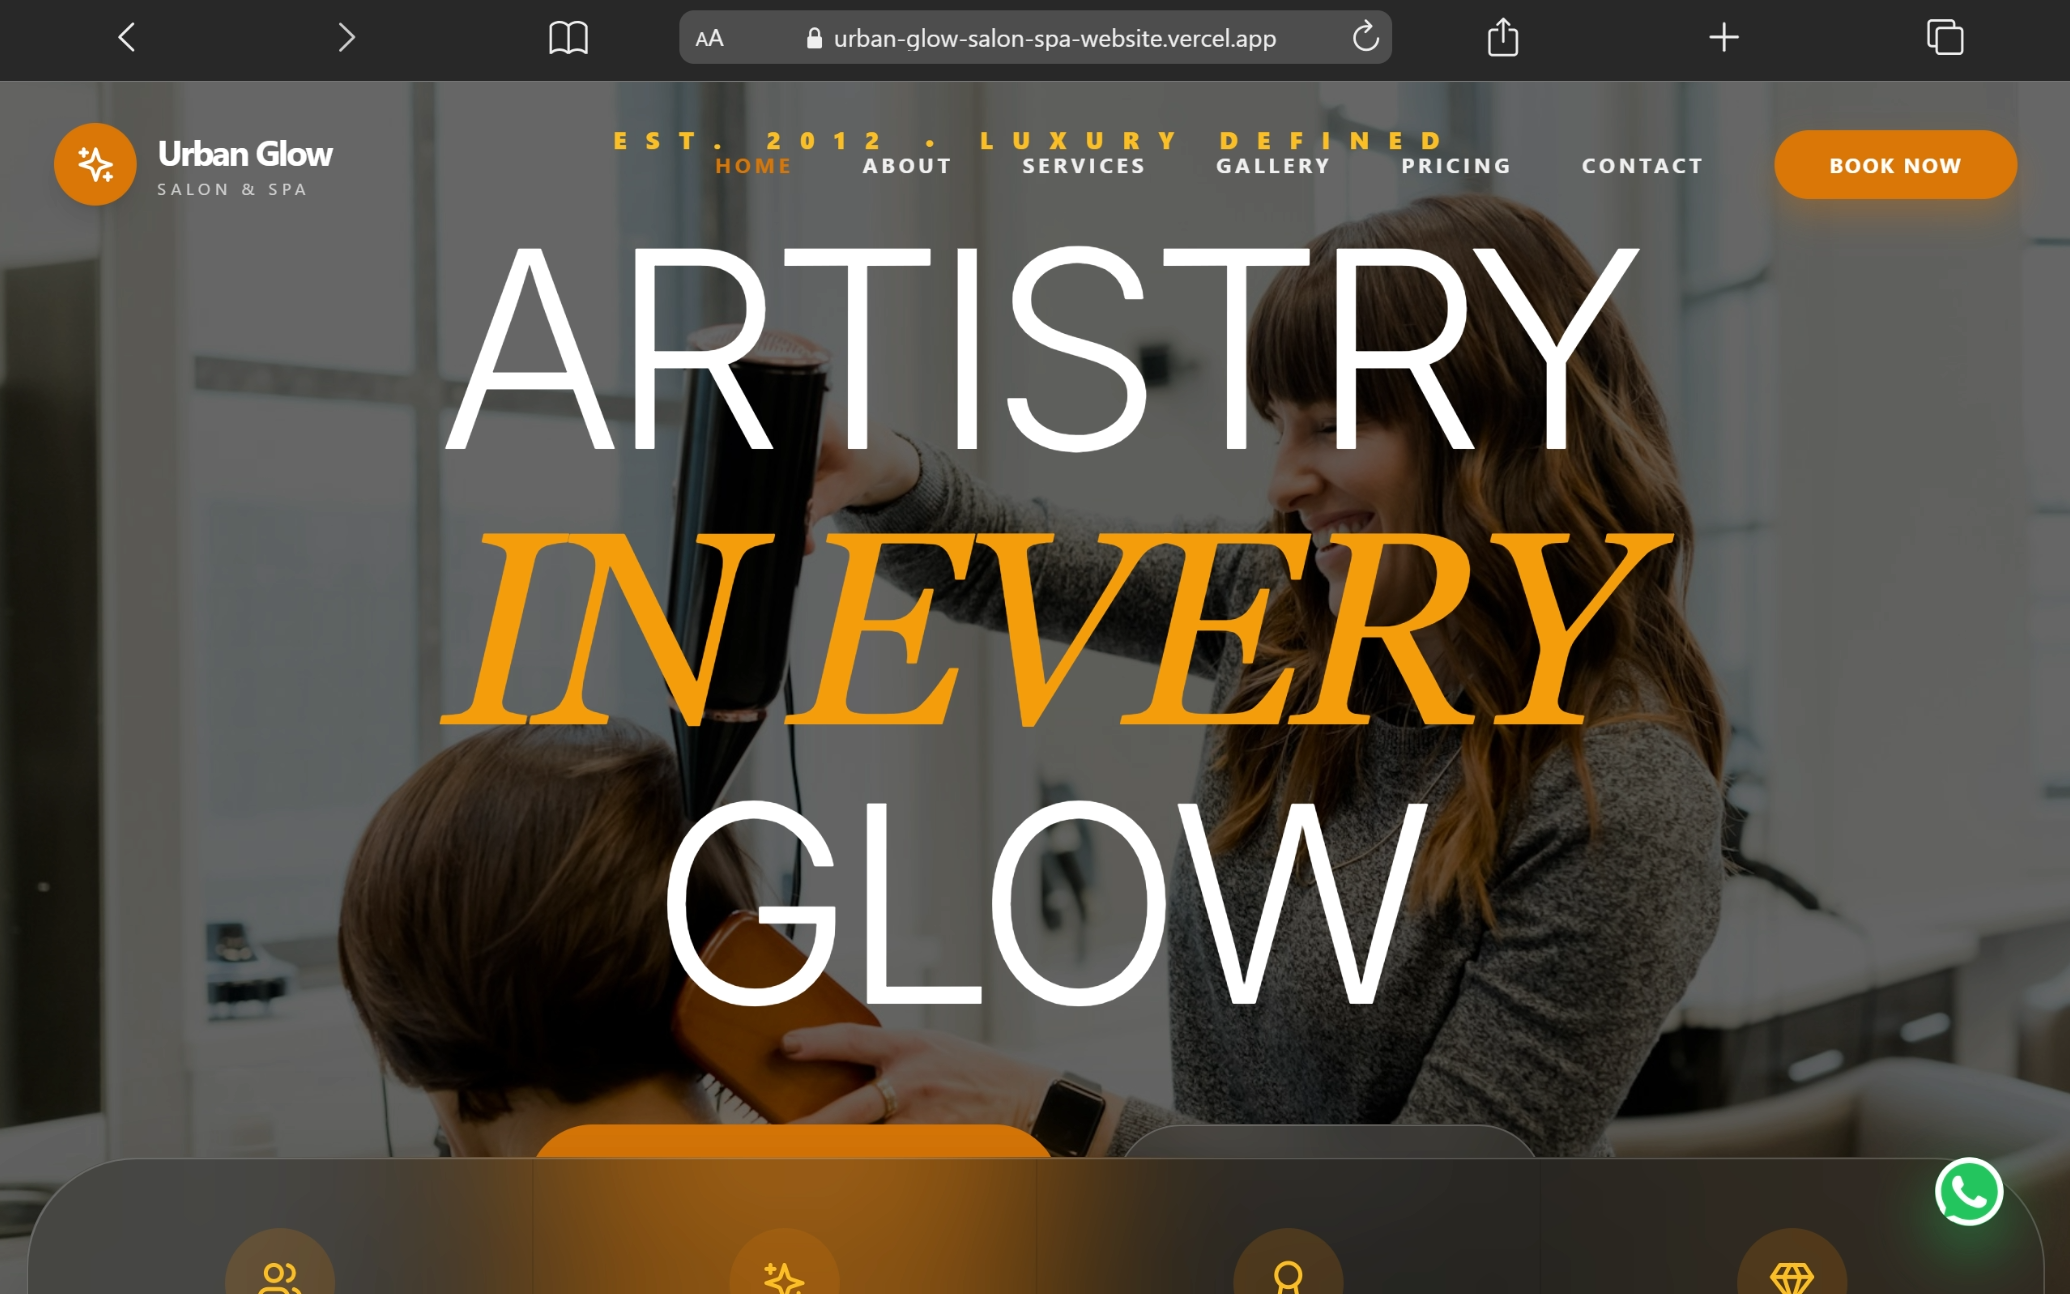 AA urban-glow-salon-spa-website.vercel.app
Urban Glow
SALON & SPA
EST. 2012 • LUXURY DEFINED
HOME ABOUT SERVICES GALLERY PRICING CONTACT BOOK NOW
ARTISTRY
IN EVERY
GLOW